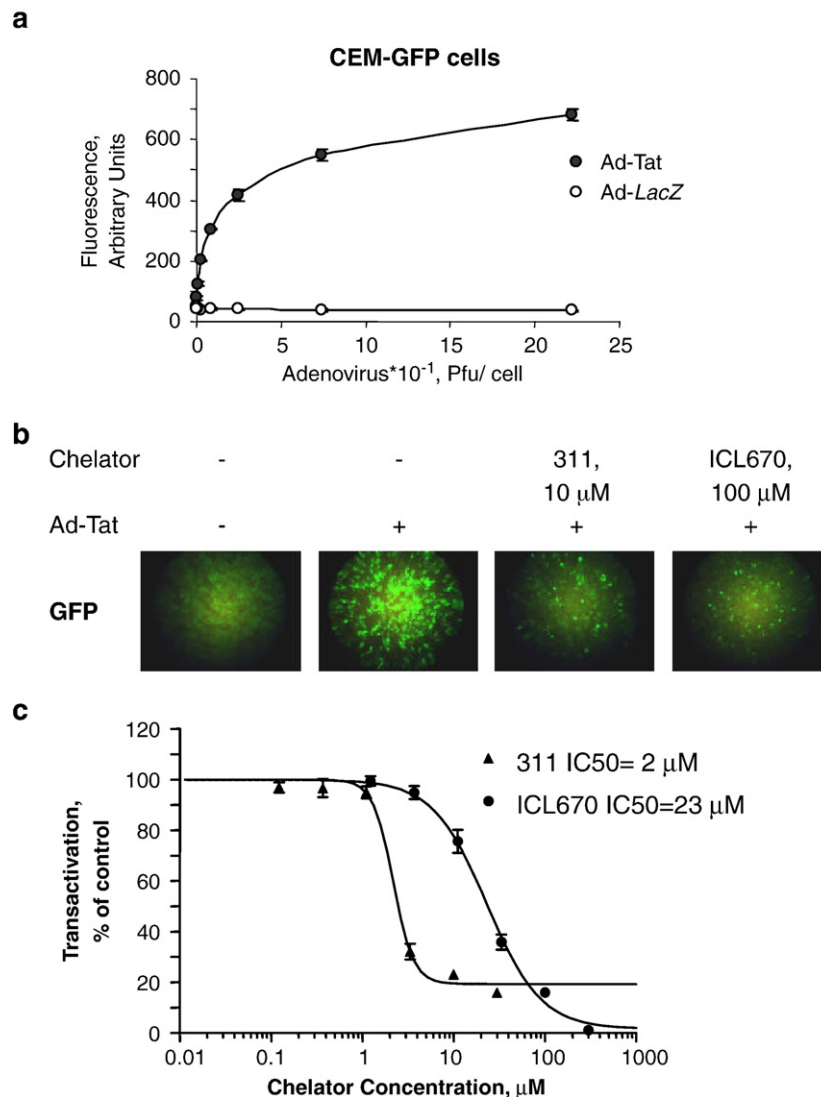 a
CEM-GFP cells
800
600
400
200
0
Fluorescence,
Arbitrary Units
Ad-Tat
Ad-LacZ
0 5 10 15 20 25
Adenovirus*10⁻¹, Pfu/ cell
b
Chelator - - 311, ICL670,
10 μM 100 μM
Ad-Tat - + + +
GFP
c
120
100
80
60
40
20
0
Transactivation,
% of control
311 IC50= 2 μM
ICL670 IC50=23 μM
0.01 0.1 1 10 100 1000
Chelator Concentration, μM